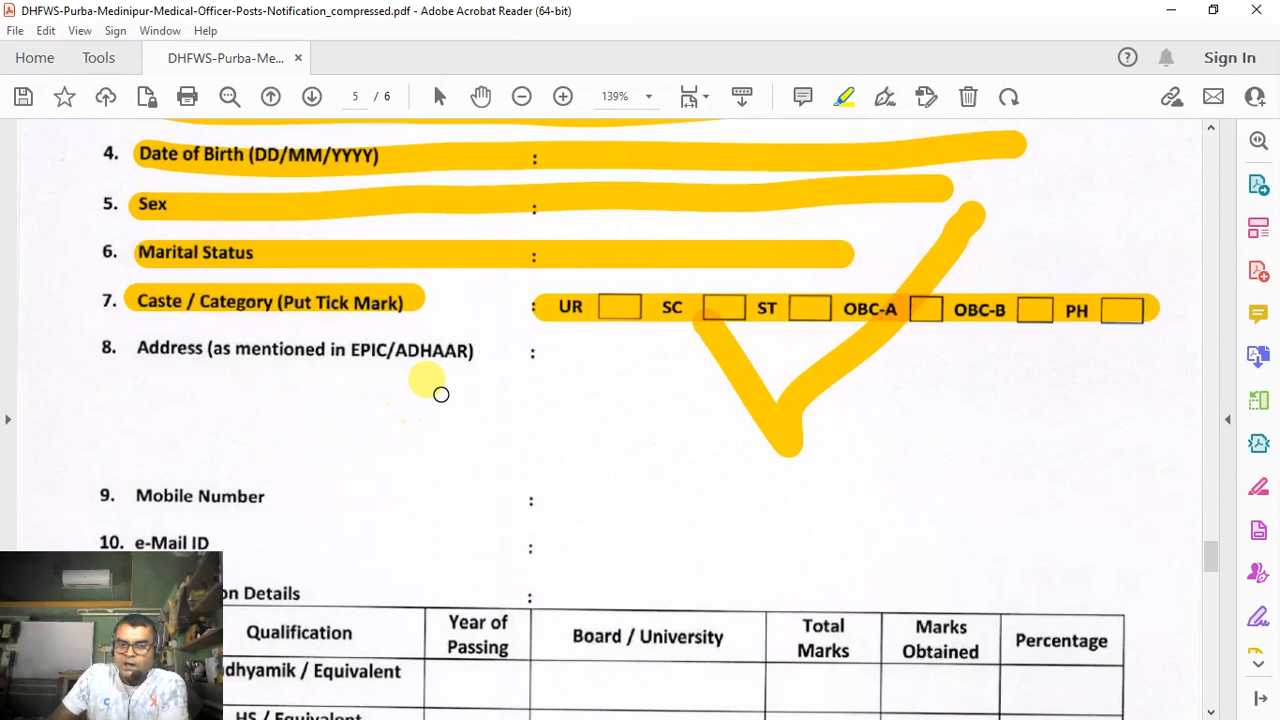 DHFWS-Purba-Medinipur-Medical-Officer-Posts-Notification_compressed.pdf - Adobe Acrobat Reader (64-bit)
File Edit View Sign Window Help
Home Tools DHFWS-Purba-Me... × Sign In
5 / 6 139%
4. Date of Birth (DD/MM/YYYY) :
5. Sex :
6. Marital Status :
7. Caste / Category (Put Tick Mark) : UR SC ST OBC-A OBC-B PH
8. Address (as mentioned in EPIC/ADHAAR) :
9. Mobile Number :
10. e-Mail ID :
Details :
Qualification Year of Passing Board / University Total Marks Marks Obtained Percentage
/ Equivalent
HS / Equivalent